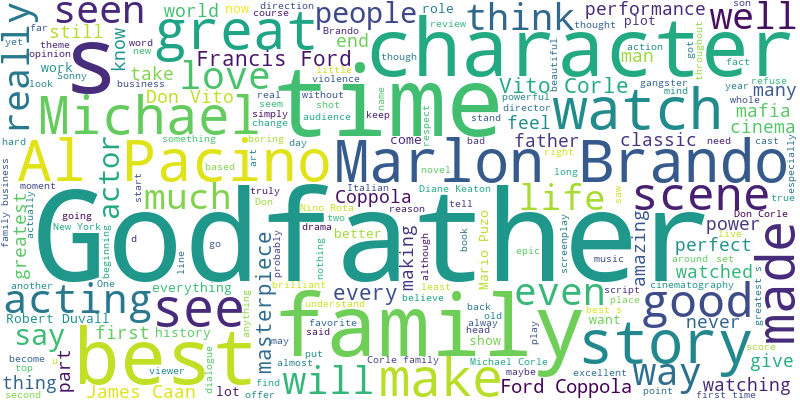 seen
great
people
think
performance
well
s
character
world
now
course
direction
role
review
thought
plot
son
far
yet
theme
opinion
word
new
still
know
Brando
end
though
action
got
throughout
really
look
Sonny
work
take
love
Francis Ford
little
violence
man
beautiful
gangster
mind
fact
year
refuse
many
Michael
time
watch
mafia
cinema
business
Don Vito
real
seem
simply
without
shot
audience
keep
name
respect
Vito Corle
feel
powerful
director
stand
whole
hard
something
boring
day
come
bad
father
classic
need
cast
Al Pacino
Marlon Brando
actor
based
art
novel
right
long
saw
true
especially
scene
family business
moment
actually
greatest
start
much
truly
Don
Italian
Coppola
Diane Keaton
tell
life
made
going
New York
beginning
d
line
go
Nino Rota
drama
two
reason
better
nothing
although
making
book
Mario Puzo
epic
screenplay
music
amazing
power
perfect
Don Corle
live
around
set
Godfather
another
One
everything
probably
masterpiece
brilliant
understand
every
least
believe
even
script
place
watched
cinematography
greatest s
acting
see
good
Robert Duvall
first
history
anything
favorite
said
may
family
back
old
alway
head
show
play
best s
want
never
say
best
become
top
u
viewer
dialogue
almost
put
Corle family
Michael Corle
maybe
excellent
story
way
score
give
part
thing
second
James Caan
lot
find
offer
will
make
Ford Coppola
point
watching
first time